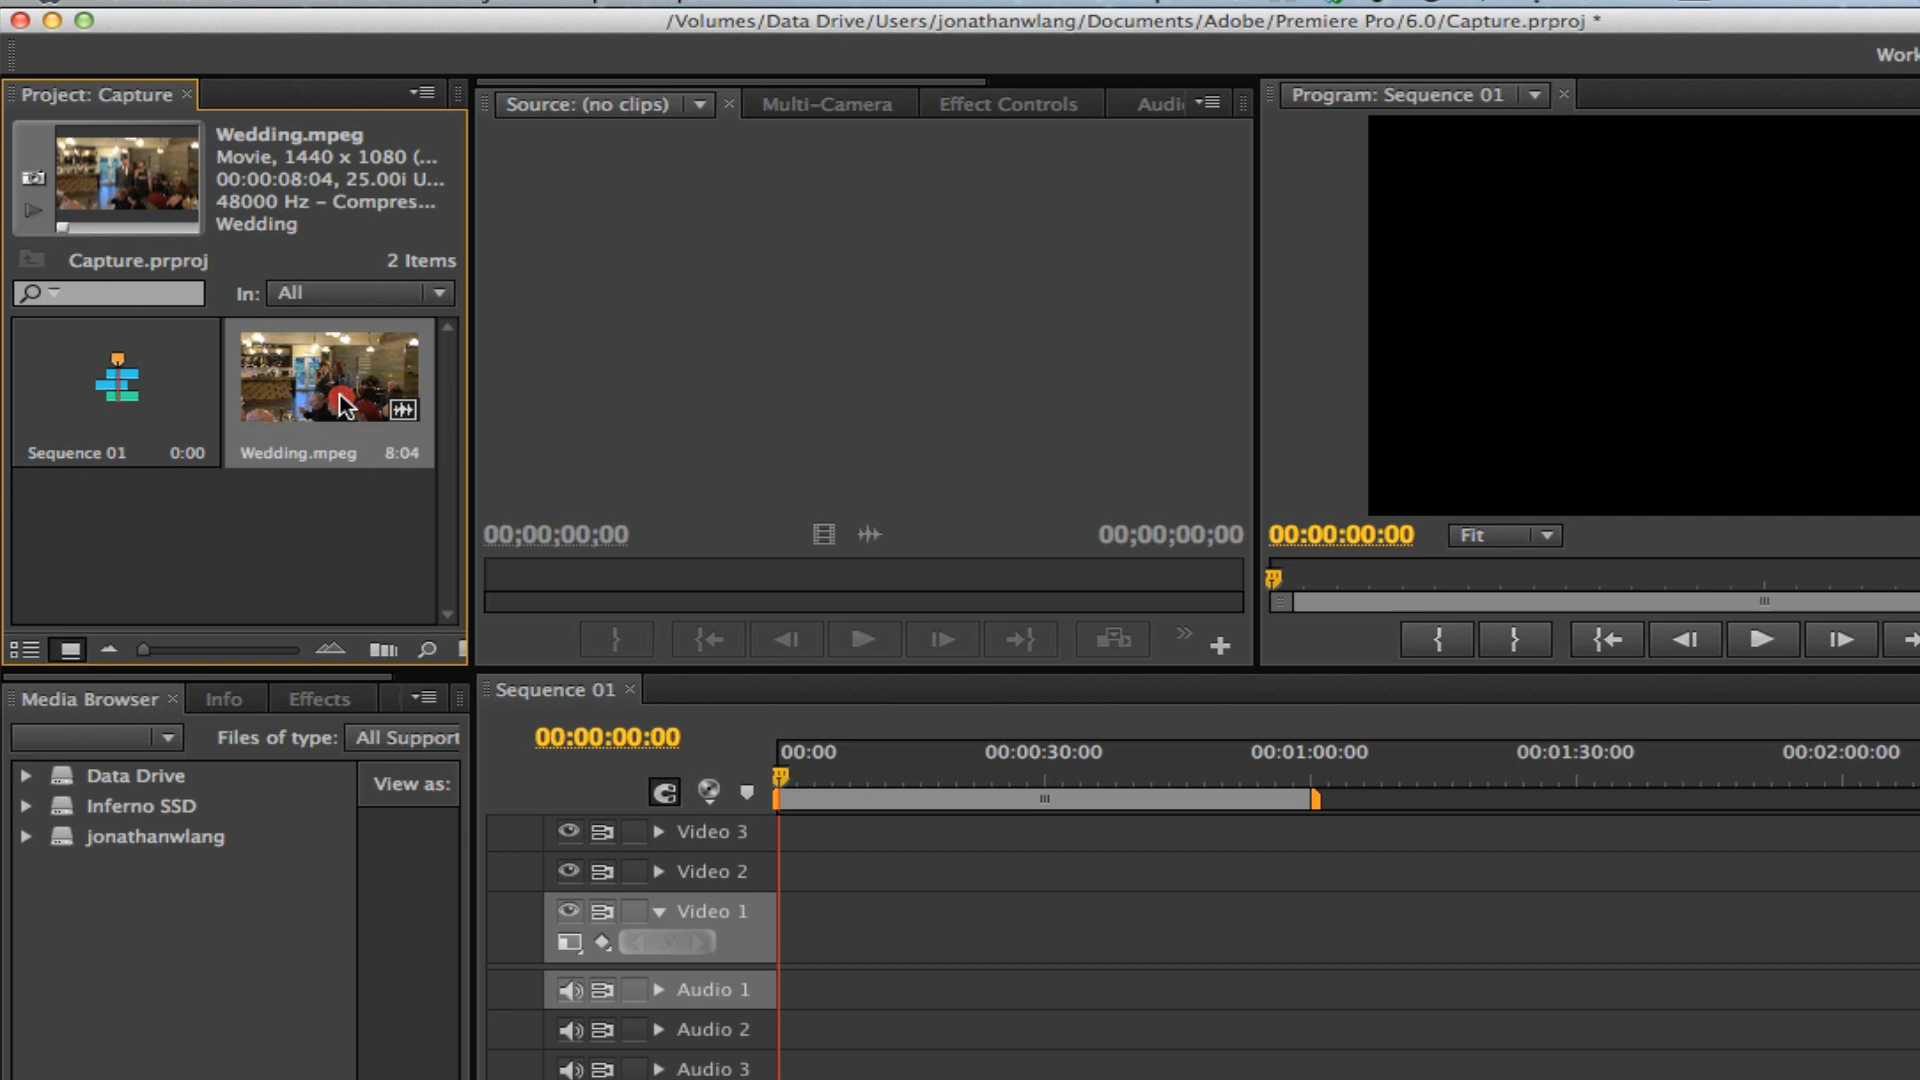 /Volumes/Data Drive/Users/jonathanwlang/Documents/Adobe/Premiere Pro/6.0/Capture.prproj *
Work
Project: Capture
Wedding.mpeg
Movie, 1440 x 1080 (...
00:00:08:04, 25.00i U...
48000 Hz - Compres...
Wedding
Capture.prproj
2 Items
In: All
Sequence 01 0:00
Wedding.mpeg 8:04
Source: (no clips)
Multi-Camera
Effect Controls
Audi
00;00;00;00
00;00;00;00
Program: Sequence 01
00:00:00:00
Fit
Media Browser
Info
Effects
Files of type: All Support
Data Drive
Inferno SSD
jonathanwlang
View as:
Sequence 01
00:00:00:00
00:00
00:00:30:00
00:01:00:00
00:01:30:00
00:02:00:00
Video 3
Video 2
Video 1
Audio 1
Audio 2
Audio 3